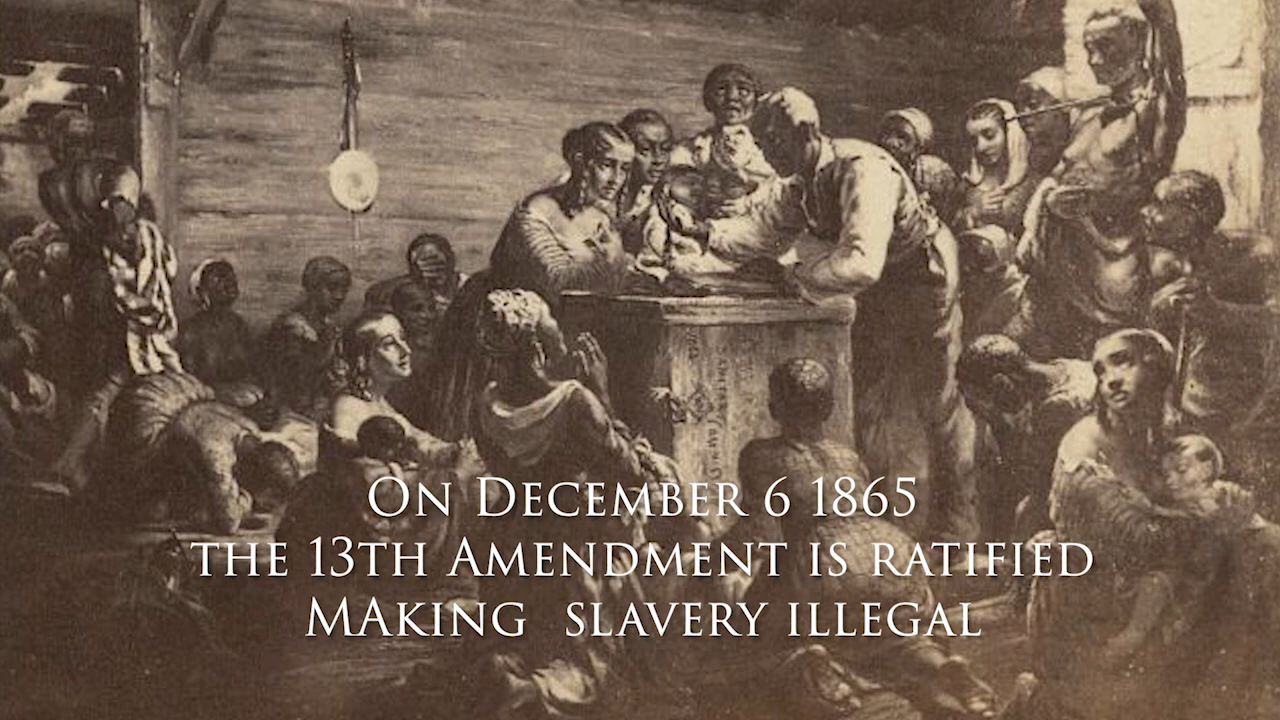 On December 6 1865
the 13th Amendment is ratified
MAking slavery illegal